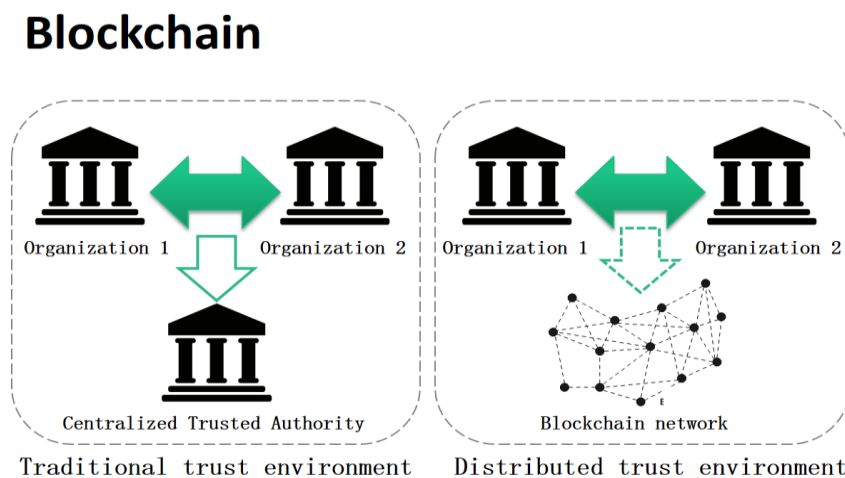 Blockchain
Organization 1
Organization 2
Centralized Trusted Authority
Traditional trust environment
Organization 1
Organization 2
E
Blockchain network
Distributed trust environment